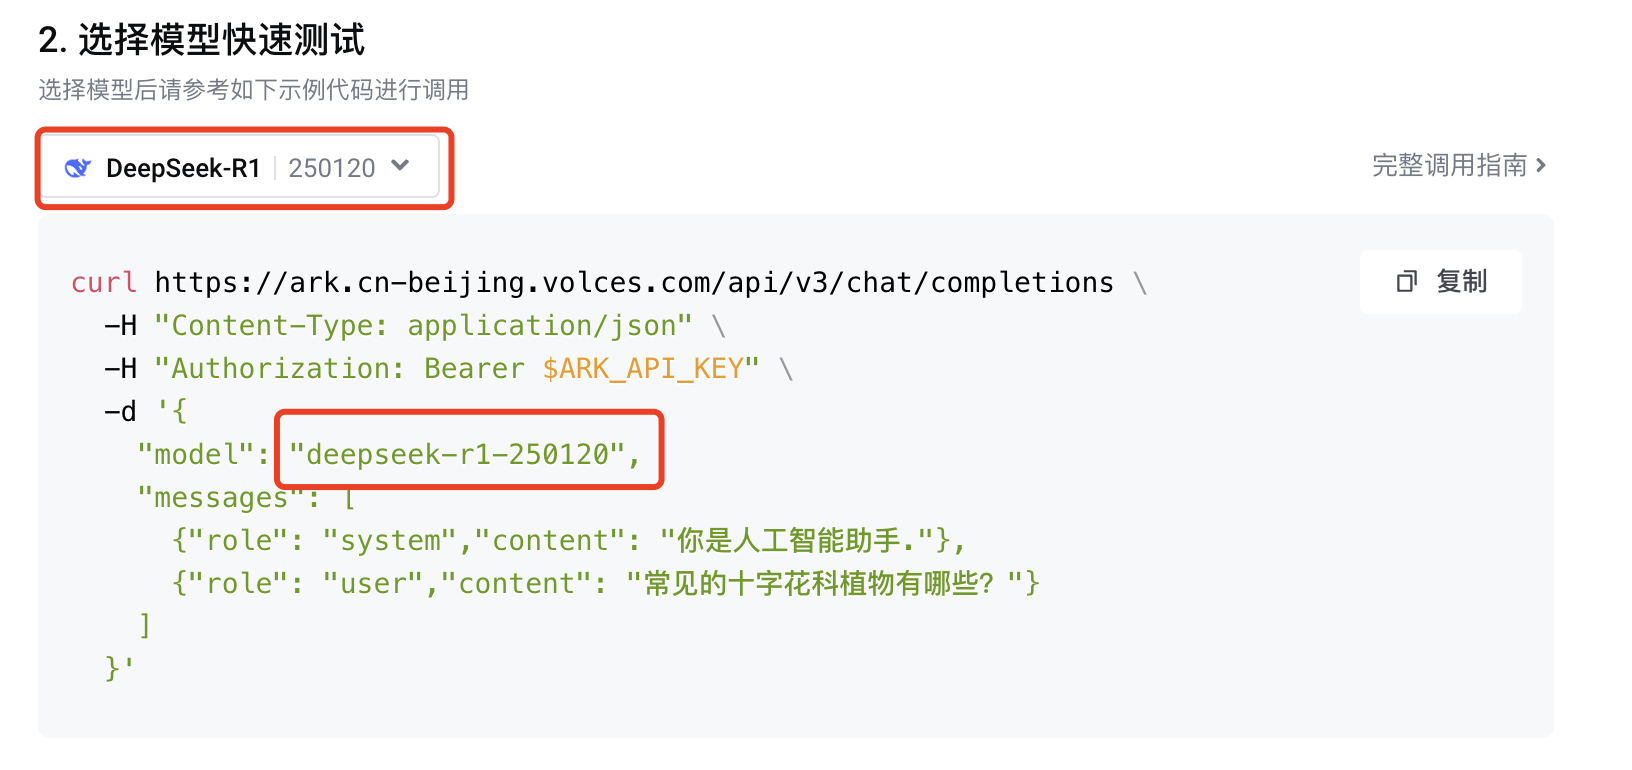 2. 选择模型快速测试
选择模型后请参考如下示例代码进行调用
DeepSeek-R1 | 250120
完整调用指南 >
复制
curl https://ark.cn-beijing.volces.com/api/v3/chat/completions \
  -H "Content-Type: application/json" \
  -H "Authorization: Bearer $ARK_API_KEY" \
  -d '{
    "model": "deepseek-r1-250120",
    "messages": [
      {"role": "system","content": "你是人工智能助手."},
      {"role": "user","content": "常见的十字花科植物有哪些？"}
    ]
  }'